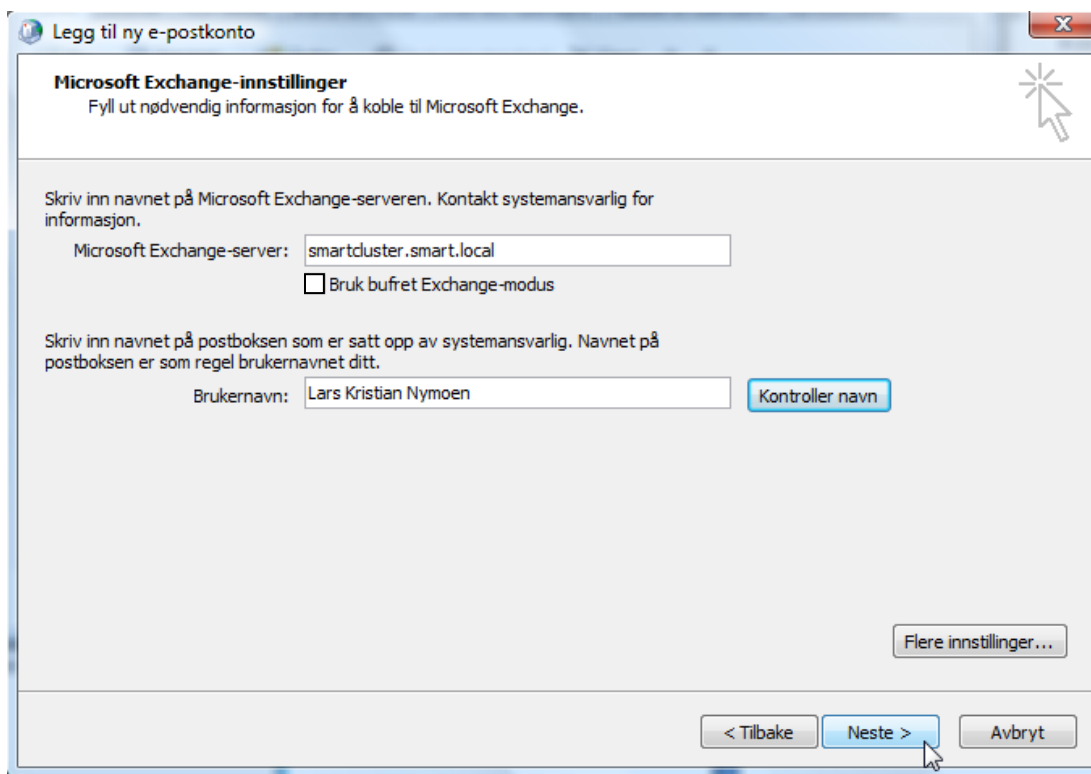 Legg til ny e-postkonto
Microsoft Exchange-innstillinger
Fyll ut nødvendig informasjon for å koble til Microsoft Exchange.
Skriv inn navnet på Microsoft Exchange-serveren. Kontakt systemansvarlig for
informasjon.
Microsoft Exchange-server: smartcluster.smart.local
Bruk bufret Exchange-modus
Skriv inn navnet på postboksen som er satt opp av systemansvarlig. Navnet på
postboksen er som regel brukernavnet ditt.
Brukernavn: Lars Kristian Nymoen Kontroller navn
Flere innstillinger...
< Tilbake Neste > Avbryt